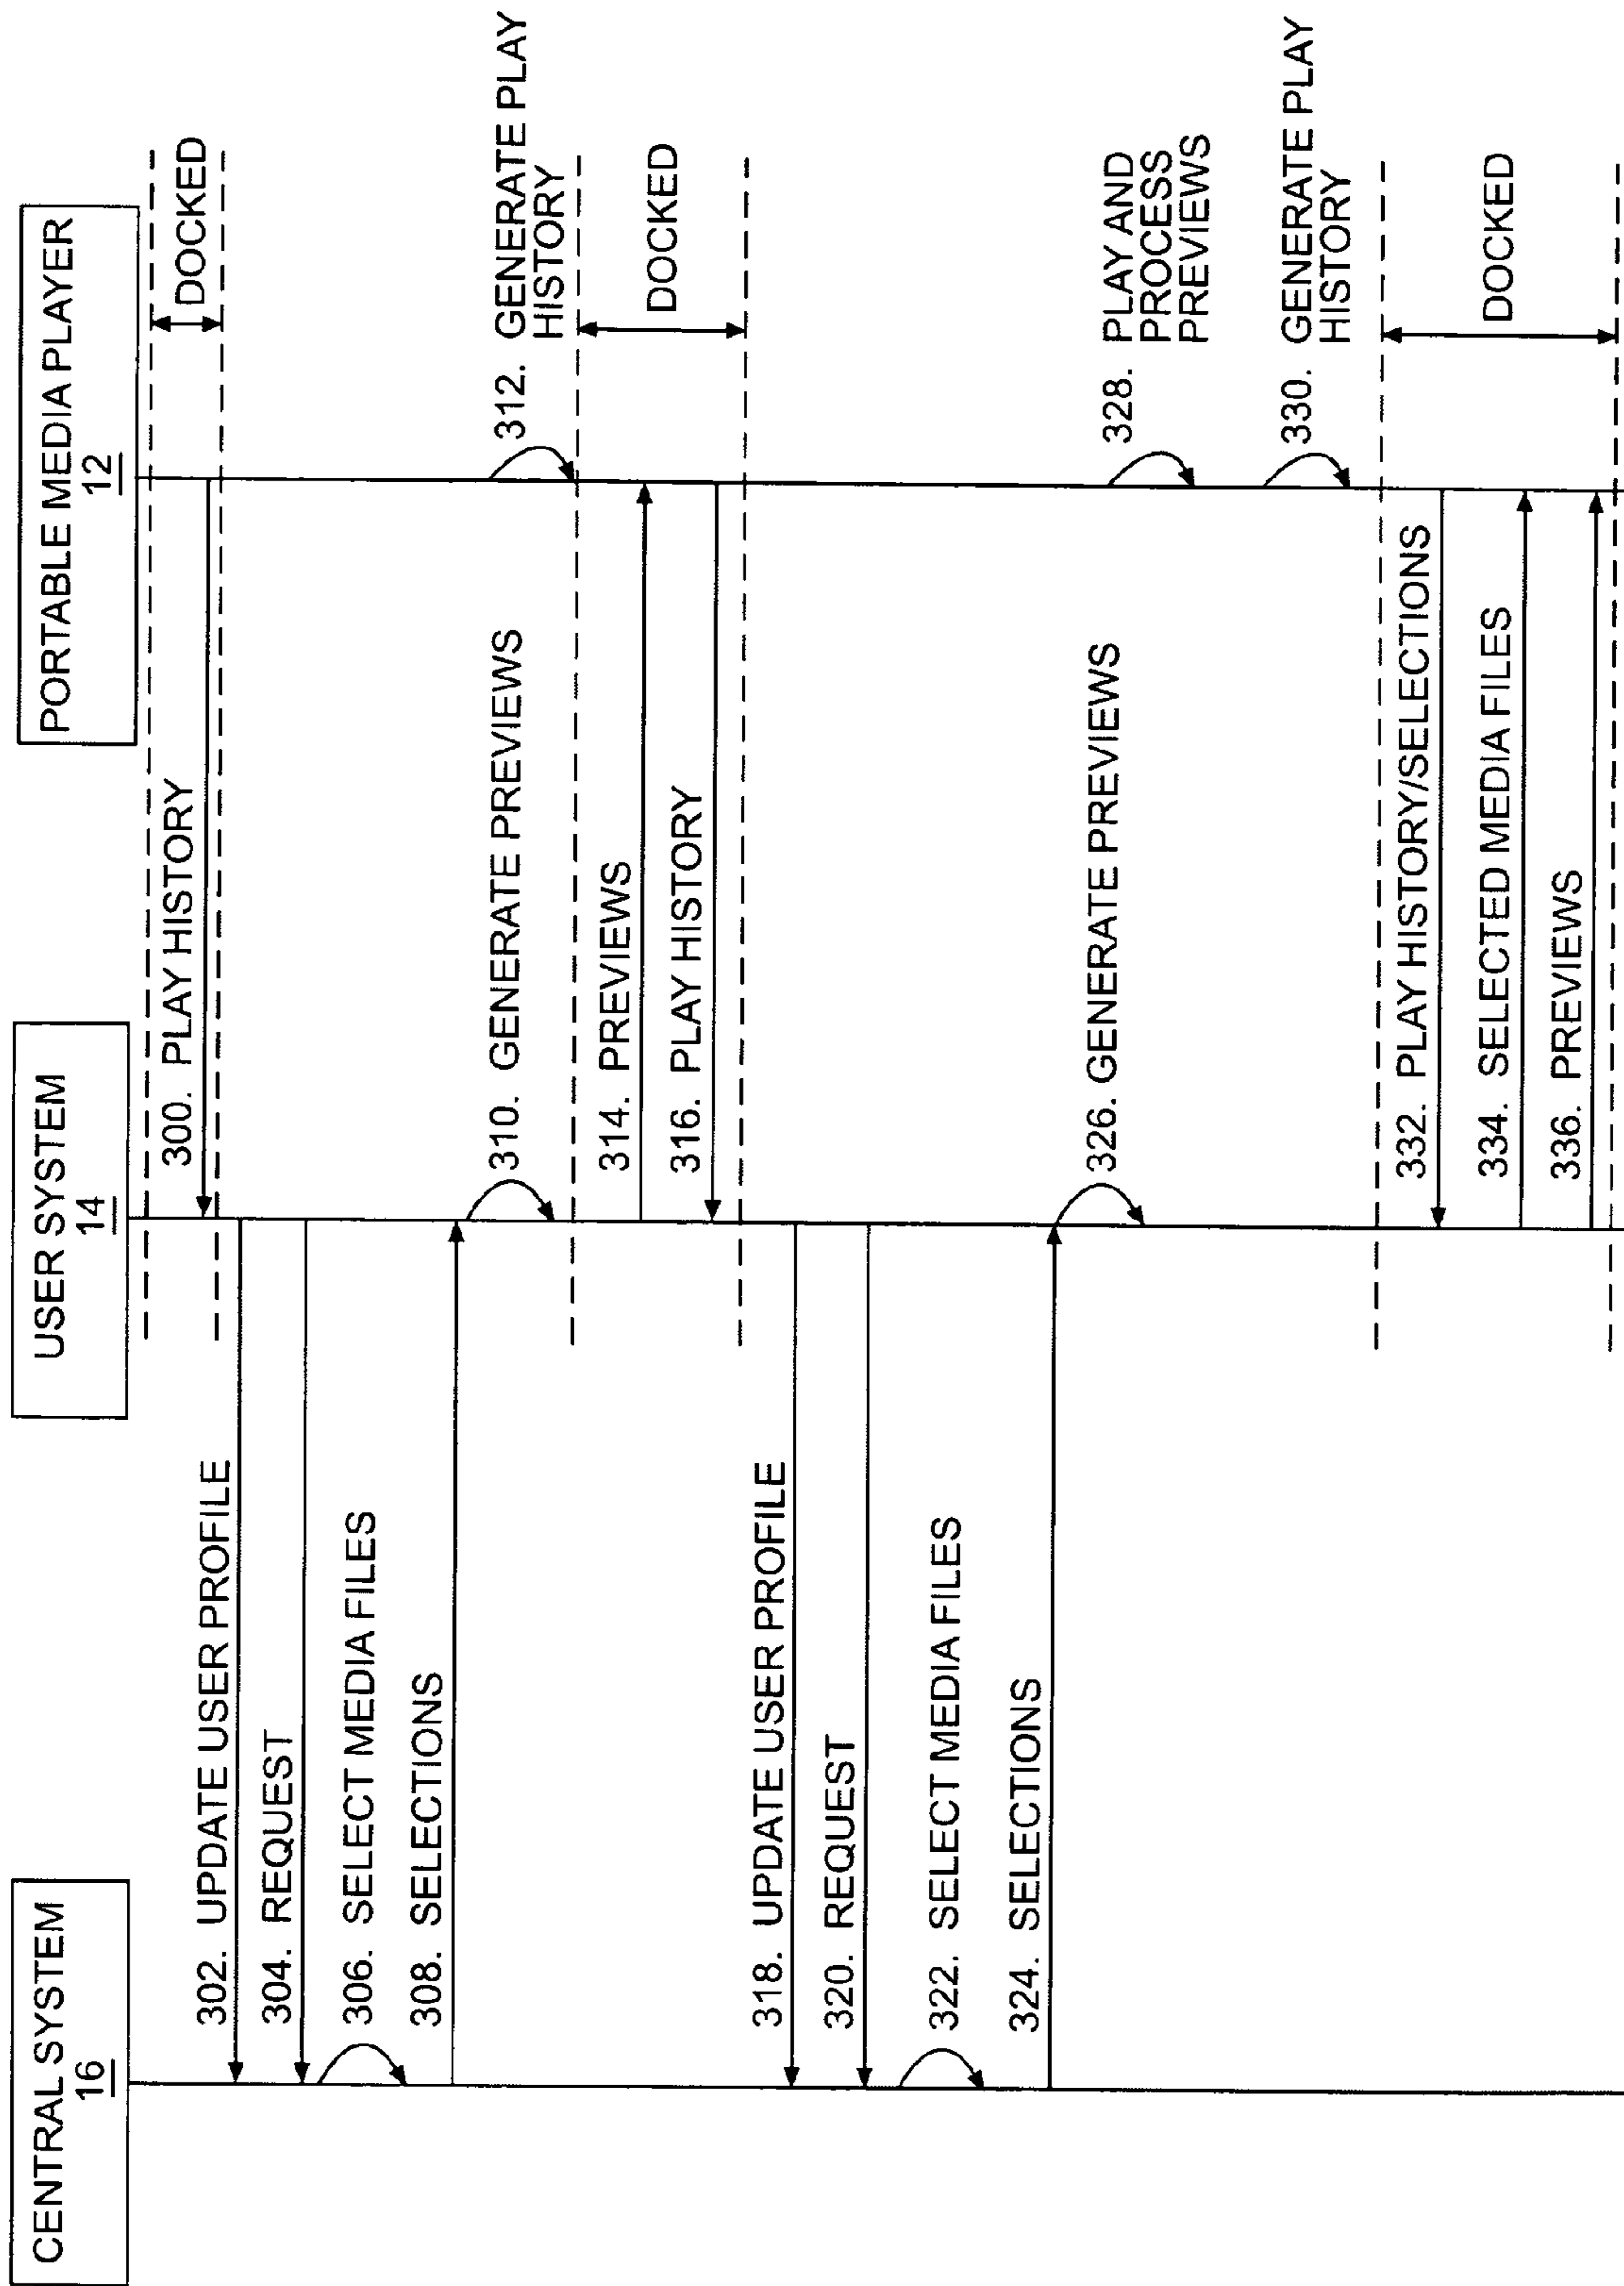 CENTRAL SYSTEM
16
USER SYSTEM
14
PORTABLE MEDIA PLAYER
12
300. PLAY HISTORY
DOCKED
302. UPDATE USER PROFILE
304. REQUEST
306. SELECT MEDIA FILES
308. SELECTIONS
310. GENERATE PREVIEWS
312. GENERATE PLAY
HISTORY
314. PREVIEWS
316. PLAY HISTORY
DOCKED
318. UPDATE USER PROFILE
320. REQUEST
322. SELECT MEDIA FILES
324. SELECTIONS
326. GENERATE PREVIEWS
328. PLAY AND
PROCESS
PREVIEWS
330. GENERATE PLAY
HISTORY
332. PLAY HISTORY/SELECTIONS
334. SELECTED MEDIA FILES
336. PREVIEWS
DOCKED